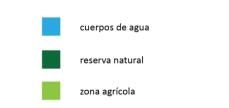 cuerpos de agua
reserva natural
zona agrícola